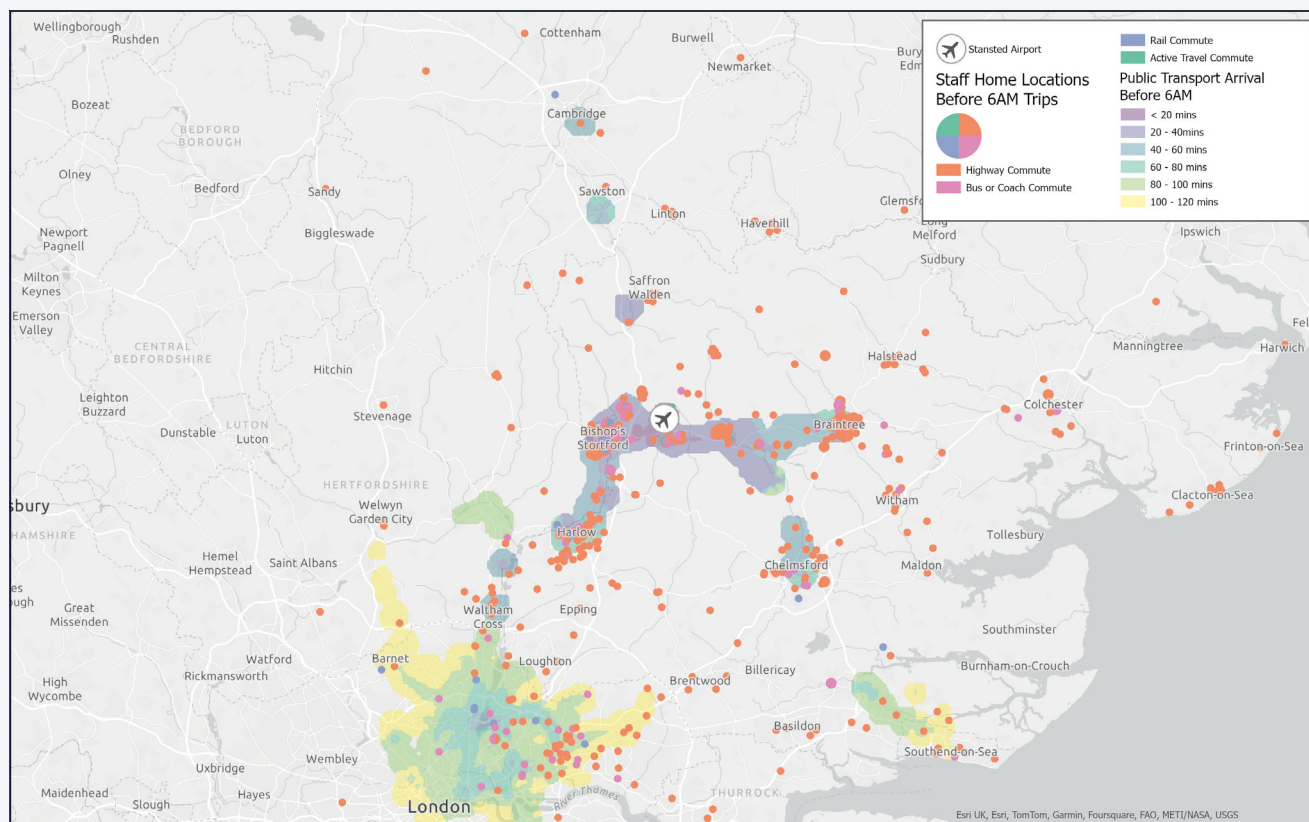 Stansted Airport
Staff Home Locations
Before 6AM Trips
Highway Commute
Bus or Coach Commute
Rail Commute
Active Travel Commute
Public Transport Arrival
Before 6AM
< 20 mins
20 - 40mins
40 - 60 mins
60 - 80 mins
80 - 100 mins
100 - 120 mins
Wellingborough
Rushden
Cottenham
Burwell
Newmarket
Bury
Edm
Bozeat
BEDFORD
BOROUGH
Cambridge
Olney
Bedford
Sandy
Sawston
Linton
Haverhill
Glemsf
Long
Melford
Sudbury
Ipswich
Newport
Pagnell
Biggleswade
Milton
Keynes
Emerson
Valley
Saffron
Walden
CENTRAL
BEDFORDSHIRE
Hitchin
Halstead
Manningtree
Harwich
Fel
Leighton
Buzzard
Stevenage
Colchester
Dunstable
LUTON
Luton
Bishop's
Stortford
Braintree
Frinton-on-Sea
HERTFORDSHIRE
Witham
Clacton-on-Sea
sbury
Welwyn
Garden City
HAMSHIRE
Harlow
Tollesbury
Hemel
Hempstead
Saint Albans
Chelmsford
Maldon
es
ough
Great
Missenden
Waltham
Cross
Epping
Southminster
Watford
Barnet
Loughton
Billericay
Burnham-on-Crouch
Rickmansworth
High
Wycombe
Brentwood
Basildon
Wembley
Southend-on-Sea
Uxbridge
Maidenhead
Slough
Hayes
London
River Thames
THURROCK
Esri UK, Esri, TomTom, Garmin, Foursquare, FAO, METI/NASA, USGS